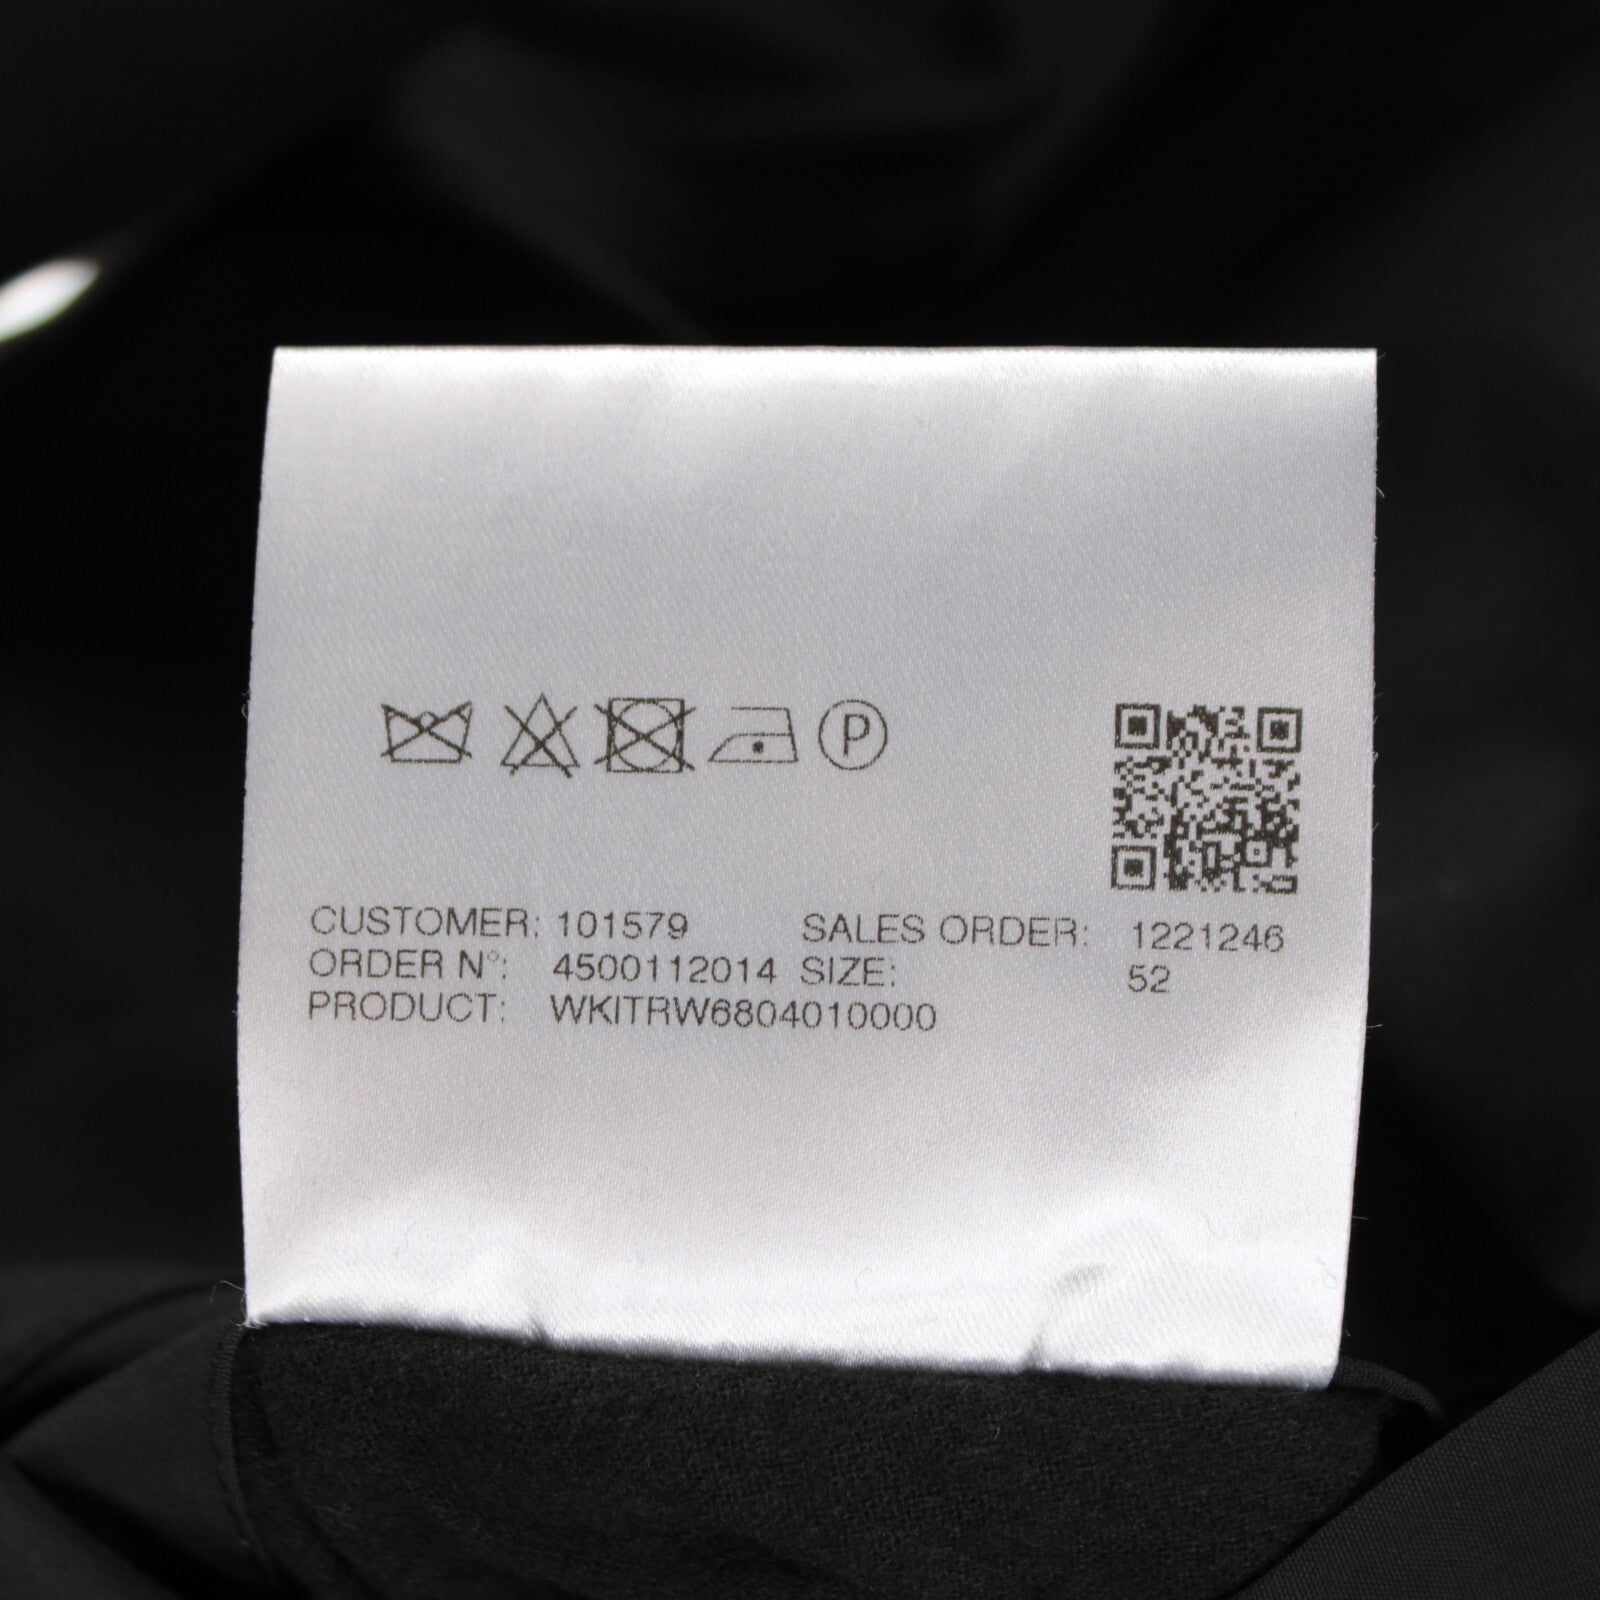 P
CUSTOMER: 101579 SALES ORDER: 1221246
ORDER N°: 4500112014 SIZE: 52
PRODUCT: WKITRW6804010000